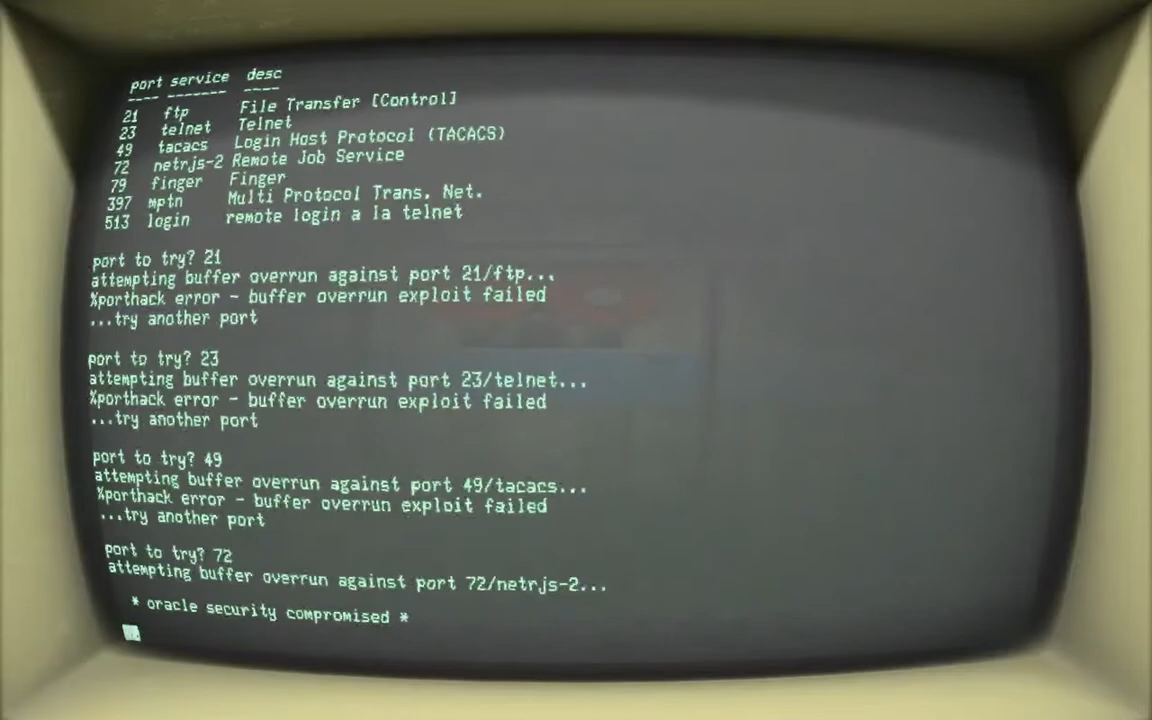 port service  desc
---- -------  ----
21   ftp      File Transfer [Control]
23   telnet   Telnet
49   tacacs   Login Host Protocol (TACACS)
72   netrjs-2 Remote Job Service
79   finger   Finger
397  mptn     Multi Protocol Trans. Net.
513  login    remote login a la telnet
port to try? 21
attempting buffer overrun against port 21/ftp...
%porthack error - buffer overrun exploit failed
...try another port
port to try? 23
attempting buffer overrun against port 23/telnet...
%porthack error - buffer overrun exploit failed
...try another port
port to try? 49
attempting buffer overrun against port 49/tacacs...
%porthack error - buffer overrun exploit failed
...try another port
port to try? 72
attempting buffer overrun against port 72/netrjs-2...
* oracle security compromised *